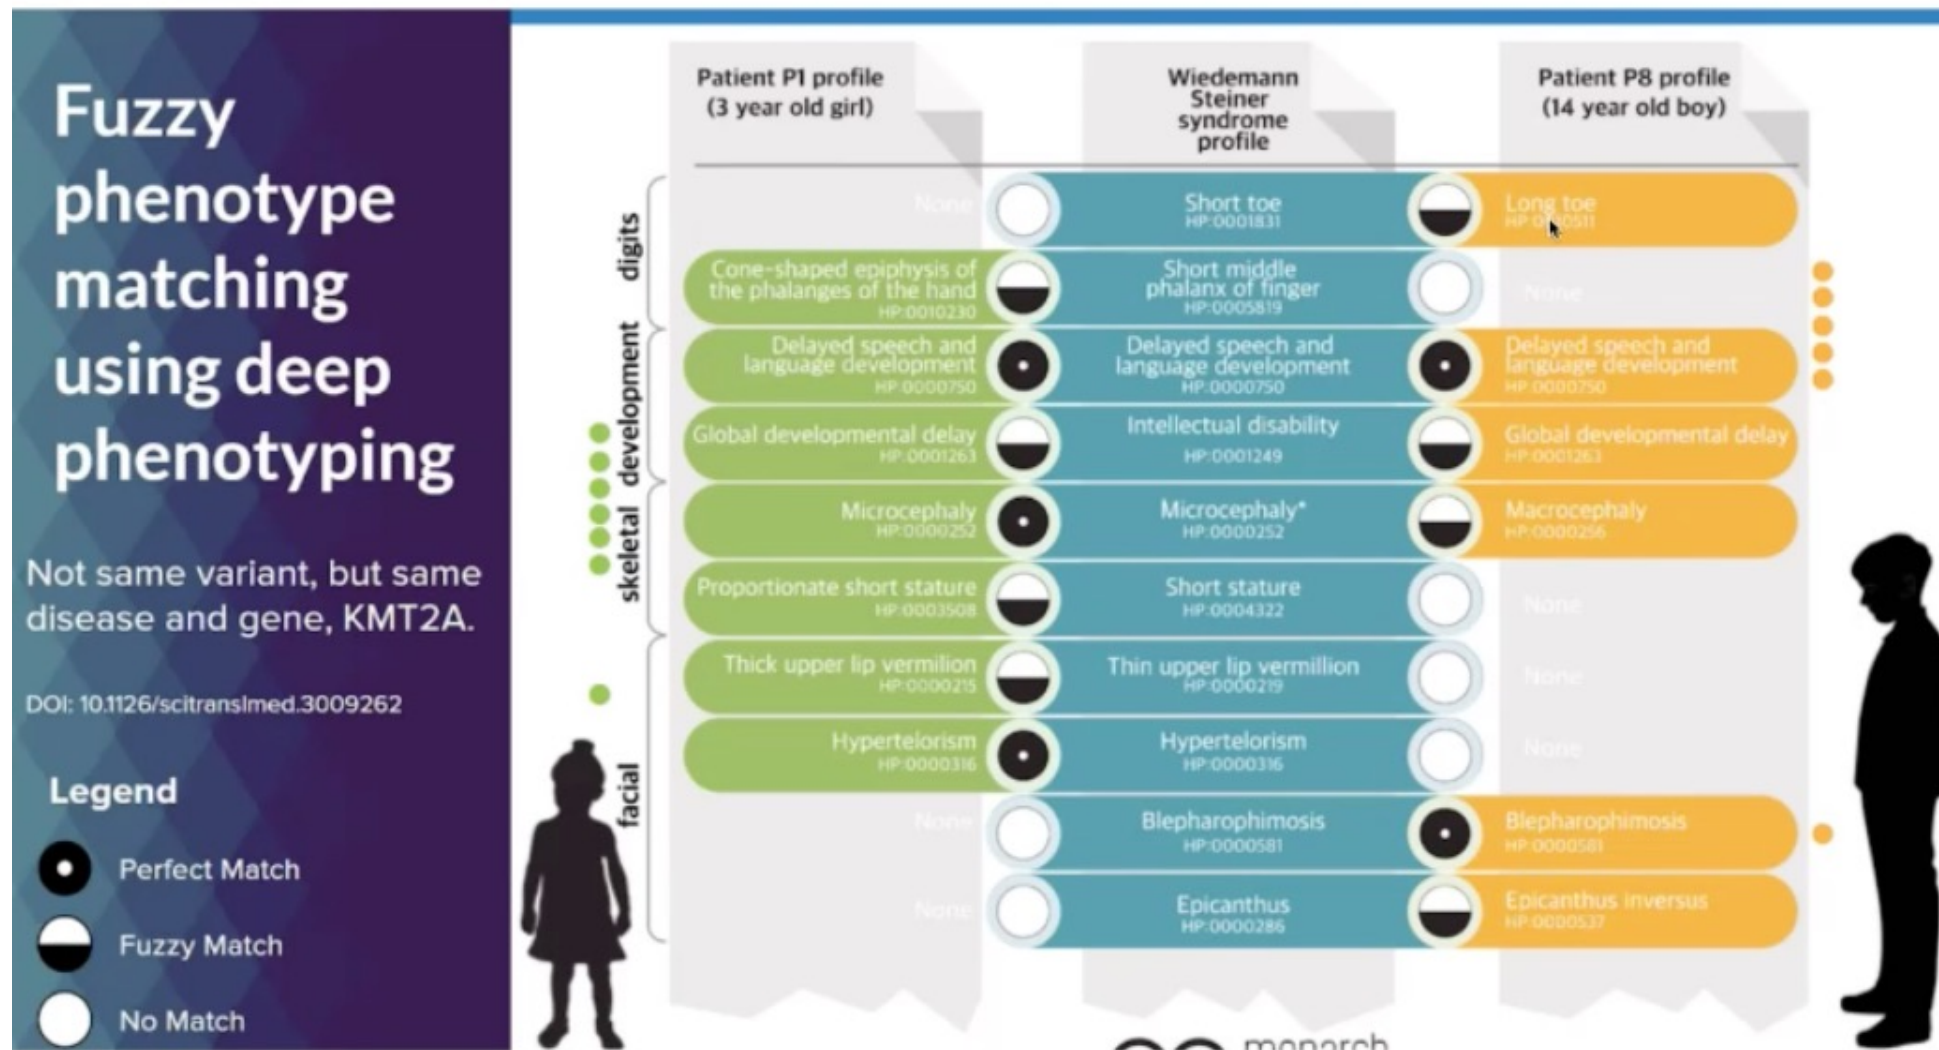 Fuzzy
phenotype
matching
using deep
phenotyping
Not same variant, but same
disease and gene, KMT2A.
DOI: 10.1126/scitranslmed.3009262
Legend
Perfect Match
Fuzzy Match
No Match
Patient P1 profile
(3 year old girl)
Wiedemann
Steiner
syndrome
profile
Patient P8 profile
(14 year old boy)
digits
None
Short toe
HP:0001831
Long toe
Cone-shaped epiphysis of
the phalanges of the hand
HP:0010230
Short middle
phalanx of finger
HP:0005819
None
development
Delayed speech and
language development
HP:0000750
Delayed speech and
language development
HP:0000750
Delayed speech and
language development
HP:0000750
Global developmental delay
HP:0001263
Intellectual disability
HP:0001249
Global developmental delay
HP:0001263
skeletal
Microcephaly
HP:0000252
Microcephaly*
HP:0000252
Macrocephaly
HP:0000256
Proportionate short stature
HP:0003508
Short stature
HP:0004322
None
facial
Thick upper lip vermilion
HP:0000215
Thin upper lip vermillion
HP:0000219
None
Hypertelorism
HP:0000316
Hypertelorism
HP:0000316
None
None
Blepharophimosis
HP:0000581
Blepharophimosis
HP:0000581
None
Epicanthus
HP:0000286
Epicanthus inversus
HP:0000537
monarch